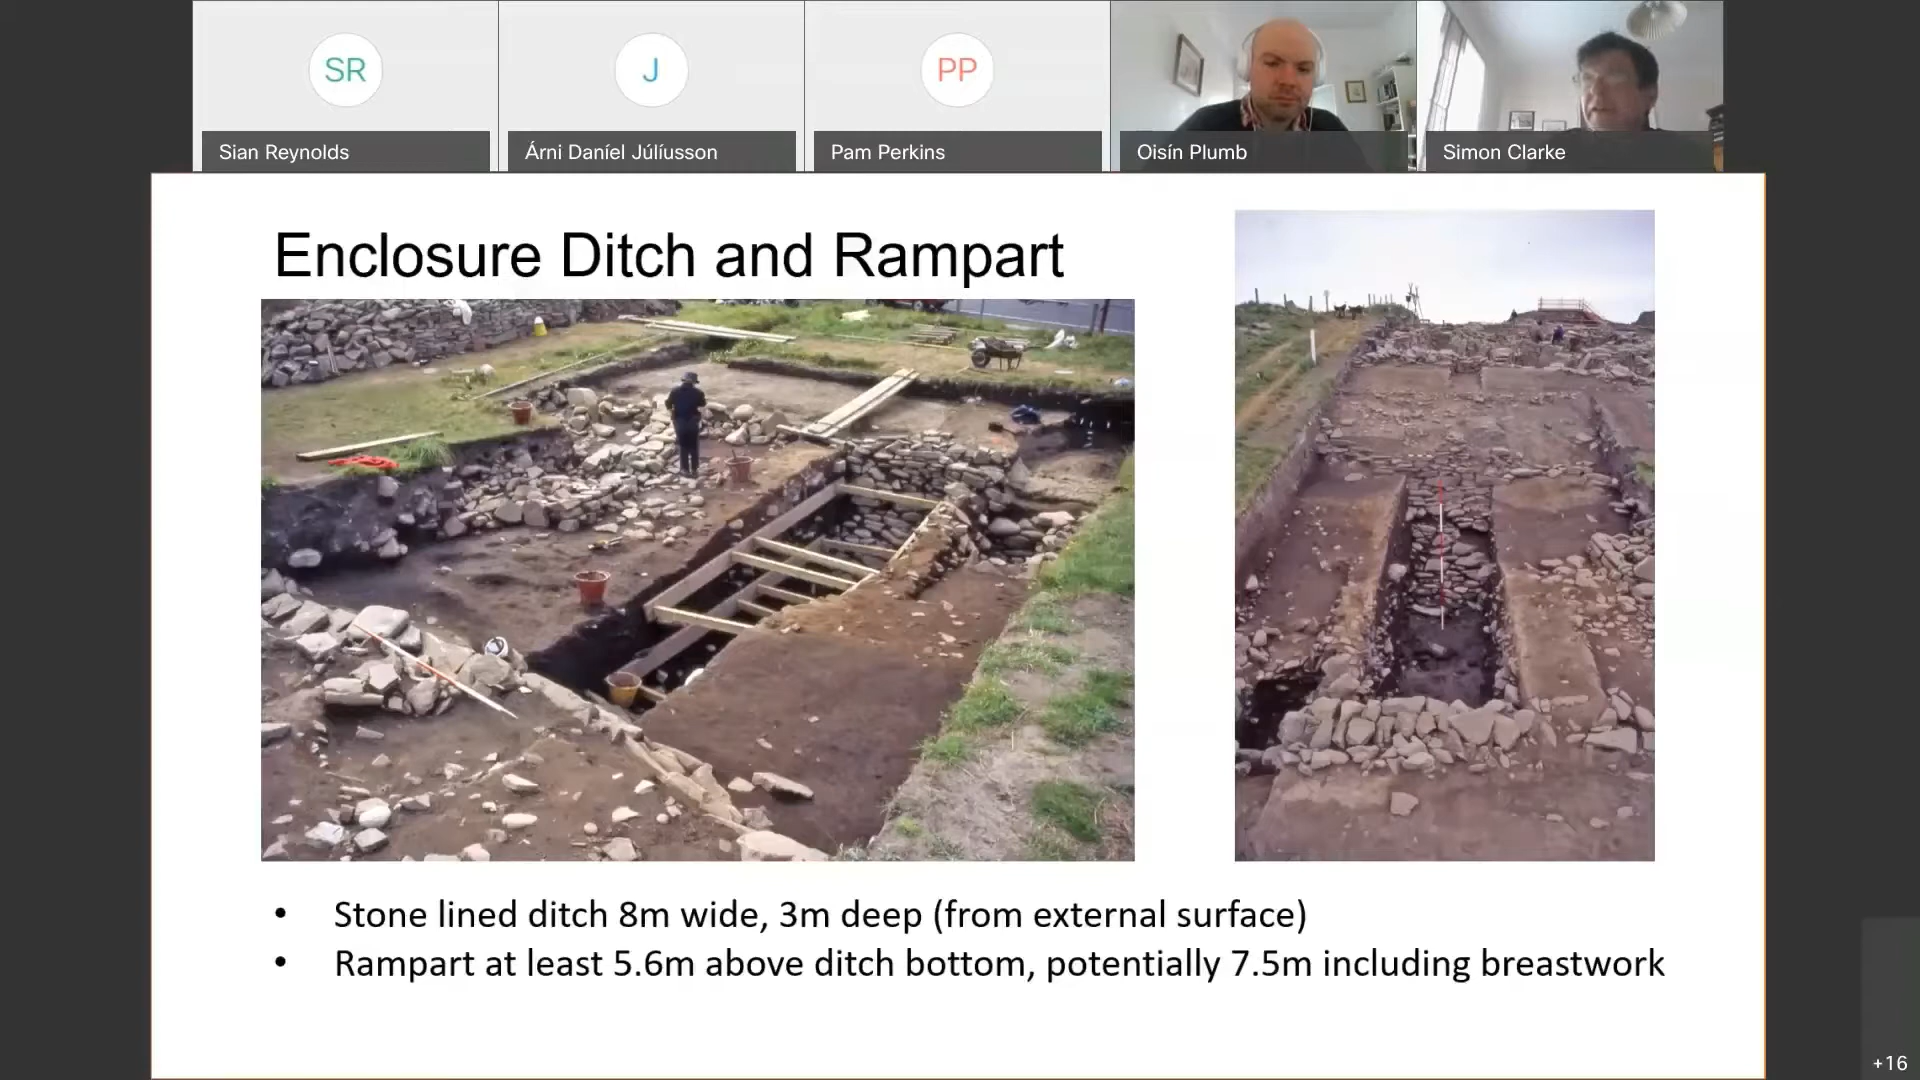 SR
J
PP
Sian Reynolds
Árni Daníel Júlíusson
Pam Perkins
Oisín Plumb
Simon Clarke
Enclosure Ditch and Rampart
• Stone lined ditch 8m wide, 3m deep (from external surface)
• Rampart at least 5.6m above ditch bottom, potentially 7.5m including breastwork
+16